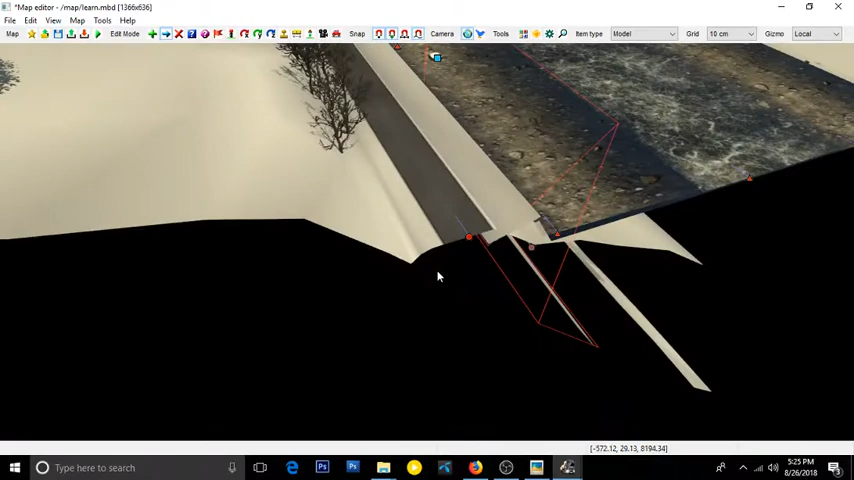 *Map editor - /map/learn.mbd [1366x636]
File Edit View Map Tools Help
Map Edit Mode Snap Camera Tools Item type Model Grid 10 cm Gizmo Local
[-572.12, 29.13, 8194.34]
Type here to search
5:25 PM
8/26/2018